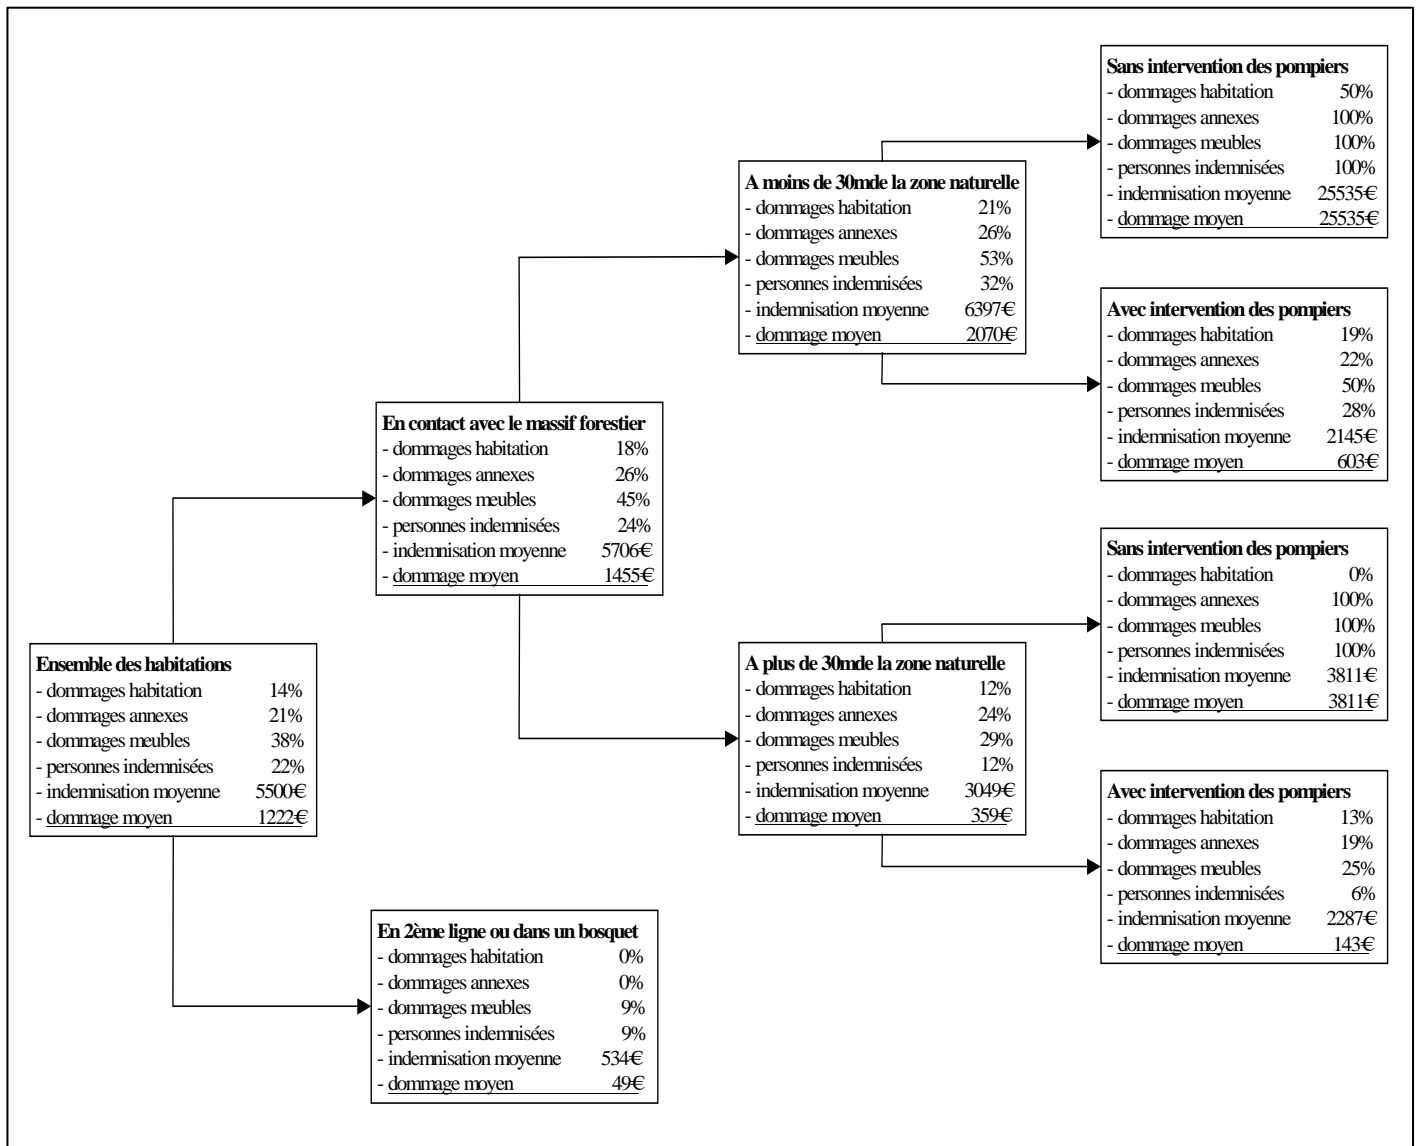 Sans intervention des pompiers
- dommages habitation 50%
- dommages annexes 100%
- dommages meubles 100%
- personnes indemnisées 100%
- indemnisation moyenne 25535€
- dommage moyen 25535€
A moins de 30mde la zone naturelle
- dommages habitation 21%
- dommages annexes 26%
- dommages meubles 53%
- personnes indemnisées 32%
- indemnisation moyenne 6397€
- dommage moyen 2070€
Avec intervention des pompiers
- dommages habitation 19%
- dommages annexes 22%
- dommages meubles 50%
- personnes indemnisées 28%
- indemnisation moyenne 2145€
- dommage moyen 603€
En contact avec le massif forestier
- dommages habitation 18%
- dommages annexes 26%
- dommages meubles 45%
- personnes indemnisées 24%
- indemnisation moyenne 5706€
- dommage moyen 1455€
Sans intervention des pompiers
- dommages habitation 0%
- dommages annexes 100%
- dommages meubles 100%
- personnes indemnisées 100%
- indemnisation moyenne 3811€
- dommage moyen 3811€
Ensemble des habitations
- dommages habitation 14%
- dommages annexes 21%
- dommages meubles 38%
- personnes indemnisées 22%
- indemnisation moyenne 5500€
- dommage moyen 1222€
A plus de 30mde la zone naturelle
- dommages habitation 12%
- dommages annexes 24%
- dommages meubles 29%
- personnes indemnisées 12%
- indemnisation moyenne 3049€
- dommage moyen 359€
Avec intervention des pompiers
- dommages habitation 13%
- dommages annexes 19%
- dommages meubles 25%
- personnes indemnisées 6%
- indemnisation moyenne 2287€
- dommage moyen 143€
En 2ème ligne ou dans un bosquet
- dommages habitation 0%
- dommages annexes 0%
- dommages meubles 9%
- personnes indemnisées 9%
- indemnisation moyenne 534€
- dommage moyen 49€